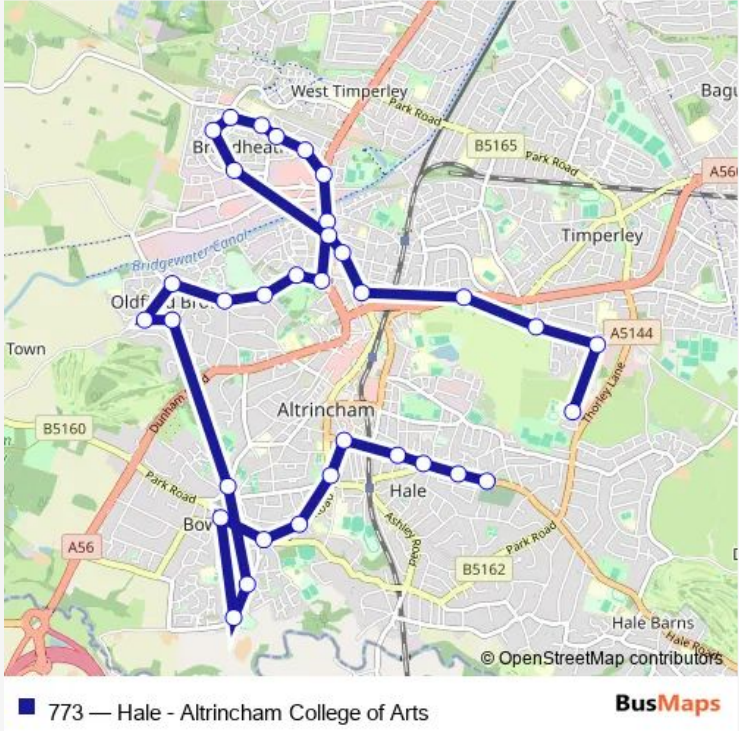 West Timperley
Park Road
B5165
Park Road
A560
Timperley
Bridgewater Canal
Town
A5144
Dunham
Thorley Lane
Altrincham
B5160
Park Road
Hale
Ashley Road
A56
Park Road
B5162
Hale Barns
Hale Road
© OpenStreetMap contributors
773 — Hale - Altrincham College of Arts
BusMaps